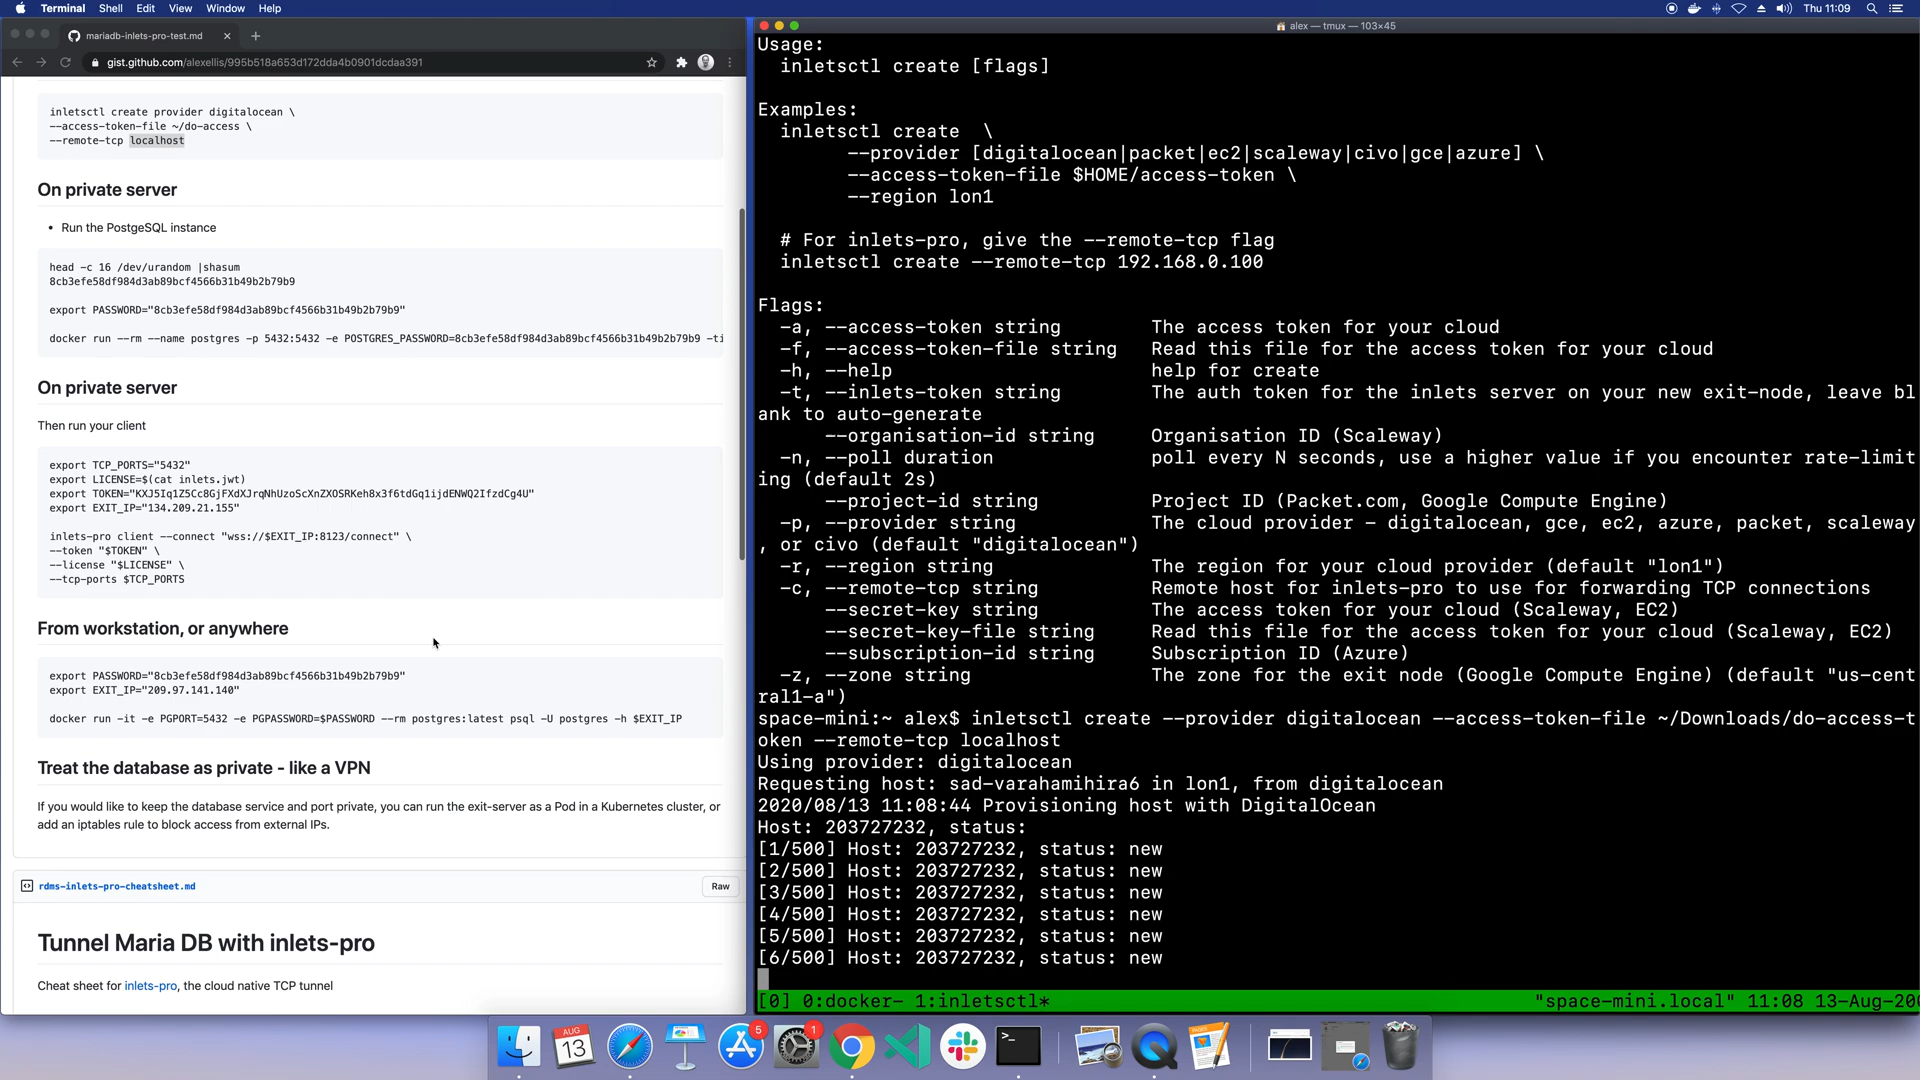 Terminal Shell Edit View Window Help
Thu 11:09
mariadb-inlets-pro-test.md
gist.github.com/alexellis/995b518a653d172dda4b0901dcdaa391
inletsctl create provider digitalocean \
--access-token-file ~/do-access \
--remote-tcp localhost
On private server
• Run the PostgeSQL instance
head -c 16 /dev/urandom |shasum
8cb3efe58df984d3ab89bcf4566b31b49b2b79b9
export PASSWORD="8cb3efe58df984d3ab89bcf4566b31b49b2b79b9"
docker run --rm --name postgres -p 5432:5432 -e POSTGRES_PASSWORD=8cb3efe58df984d3ab89bcf4566b31b49b2b79b9 -ti
On private server
Then run your client
export TCP_PORTS="5432"
export LICENSE=$(cat inlets.jwt)
export TOKEN="KXJ5Iq1Z5Cc8GjFXdXJrqNhUzoScXnZXOSRKeh8x3f6tdGq1ijdENWQ2IfzdCg4U"
export EXIT_IP="134.209.21.155"
inlets-pro client --connect "wss://$EXIT_IP:8123/connect" \
--token "$TOKEN" \
--license "$LICENSE" \
--tcp-ports $TCP_PORTS
From workstation, or anywhere
export PASSWORD="8cb3efe58df984d3ab89bcf4566b31b49b2b79b9"
export EXIT_IP="209.97.141.140"
docker run -it -e PGPORT=5432 -e PGPASSWORD=$PASSWORD --rm postgres:latest psql -U postgres -h $EXIT_IP
Treat the database as private - like a VPN
If you would like to keep the database service and port private, you can run the exit-server as a Pod in a Kubernetes cluster, or
add an iptables rule to block access from external IPs.
rdms-inlets-pro-cheatsheet.md
Raw
Tunnel Maria DB with inlets-pro
Cheat sheet for inlets-pro, the cloud native TCP tunnel
alex — tmux — 103×45
Usage:
inletsctl create [flags]
Examples:
inletsctl create \
--provider [digitalocean|packet|ec2|scaleway|civo|gce|azure] \
--access-token-file $HOME/access-token \
--region lon1
# For inlets-pro, give the --remote-tcp flag
inletsctl create --remote-tcp 192.168.0.100
Flags:
-a, --access-token string The access token for your cloud
-f, --access-token-file string Read this file for the access token for your cloud
-h, --help help for create
-t, --inlets-token string The auth token for the inlets server on your new exit-node, leave bl
ank to auto-generate
--organisation-id string Organisation ID (Scaleway)
-n, --poll duration poll every N seconds, use a higher value if you encounter rate-limit
ing (default 2s)
--project-id string Project ID (Packet.com, Google Compute Engine)
-p, --provider string The cloud provider - digitalocean, gce, ec2, azure, packet, scaleway
, or civo (default "digitalocean")
-r, --region string The region for your cloud provider (default "lon1")
-c, --remote-tcp string Remote host for inlets-pro to use for forwarding TCP connections
--secret-key string The access token for your cloud (Scaleway, EC2)
--secret-key-file string Read this file for the access token for your cloud (Scaleway, EC2)
--subscription-id string Subscription ID (Azure)
-z, --zone string The zone for the exit node (Google Compute Engine) (default "us-cent
ral1-a")
space-mini:~ alex$ inletsctl create --provider digitalocean --access-token-file ~/Downloads/do-access-t
oken --remote-tcp localhost
Using provider: digitalocean
Requesting host: sad-varahamihira6 in lon1, from digitalocean
2020/08/13 11:08:44 Provisioning host with DigitalOcean
Host: 203727232, status:
[1/500] Host: 203727232, status: new
[2/500] Host: 203727232, status: new
[3/500] Host: 203727232, status: new
[4/500] Host: 203727232, status: new
[5/500] Host: 203727232, status: new
[6/500] Host: 203727232, status: new
[0] 0:docker- 1:inletsctl* "space-mini.local" 11:08 13-Aug-20
AUG
13
5
1